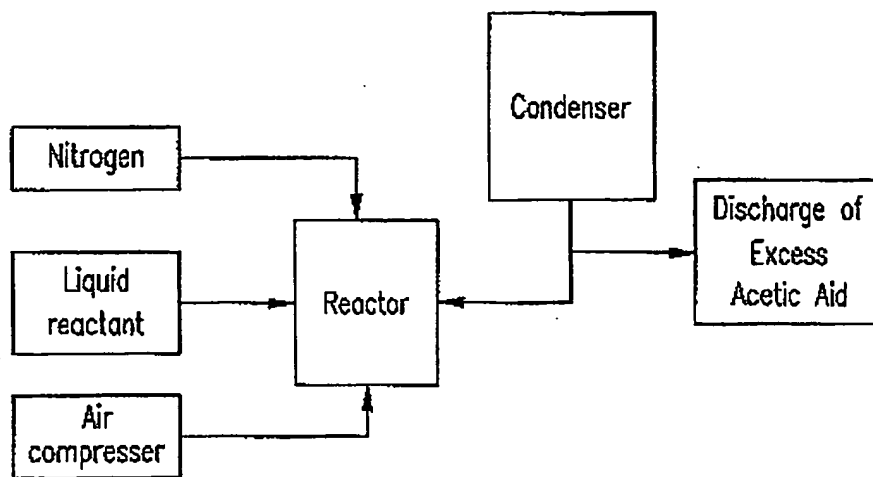 Condenser
Nitrogen
Discharge of
Excess
Acetic Aid
Liquid
reactant
Reactor
Air
compresser